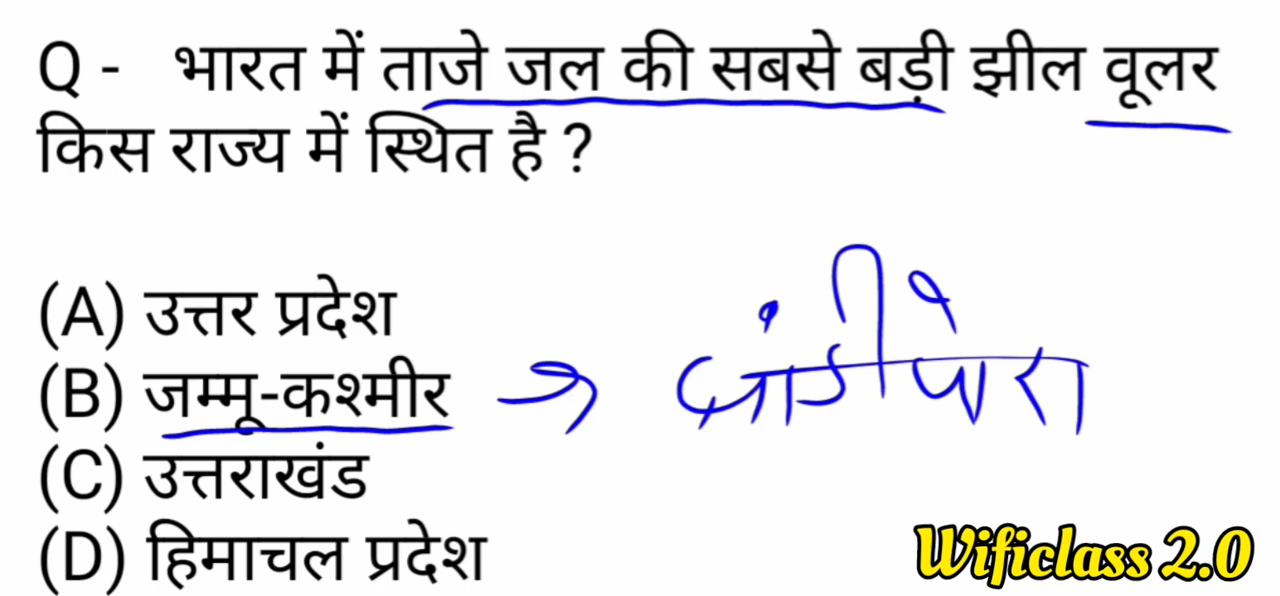 Q - भारत में ताजे जल की सबसे बड़ी झील वूलर
किस राज्य में स्थित है ?
(A) उत्तर प्रदेश
(B) जम्मू-कश्मीर → बांडीपोरा
(C) उत्तराखंड
(D) हिमाचल प्रदेश
Wificlass 2.0